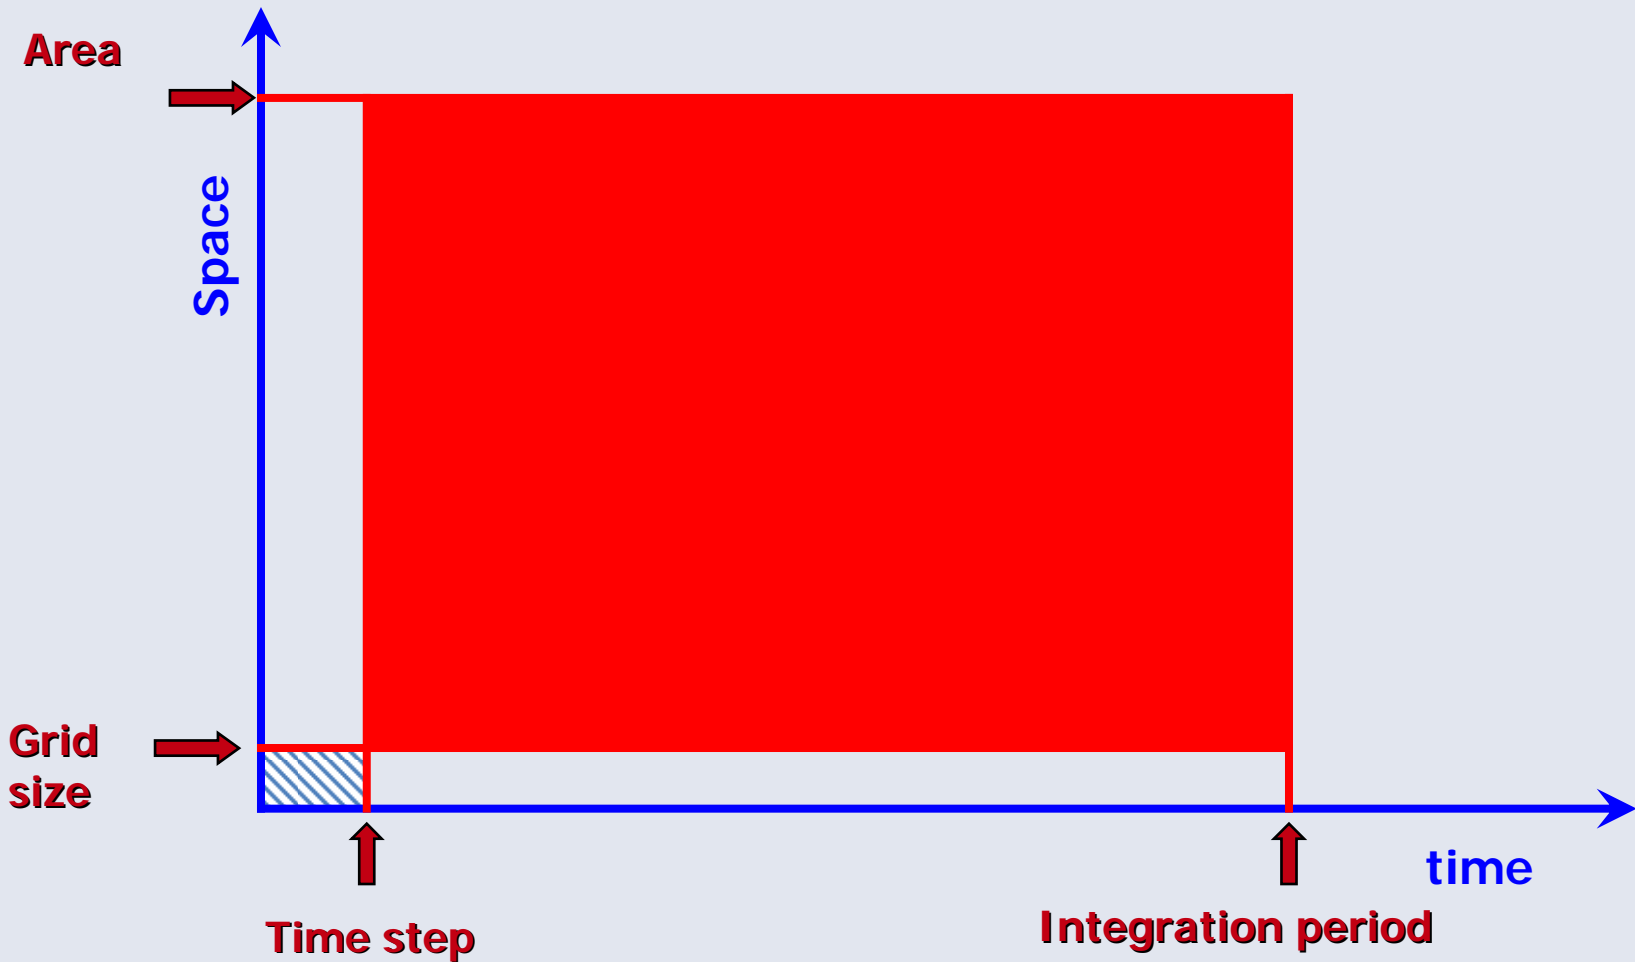 Area
Space
Grid
size
time
Time step
Integration period